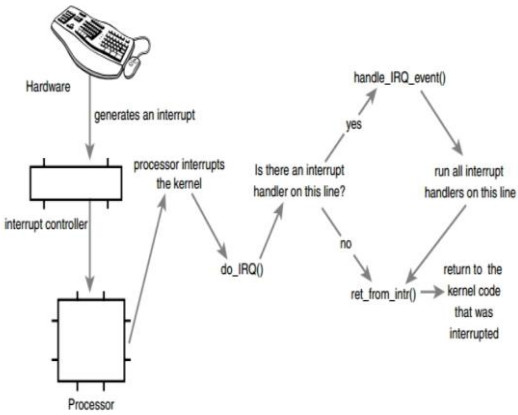 Hardware
generates an interrupt
interrupt controller
Processor
processor interrupts
the kernel
do_IRQ()
Is there an interrupt
handler on this line?
yes
no
handle_IRQ_event()
run all interrupt
handlers on this line
ret_from_intr()
return to the
kernel code
that was
interrupted